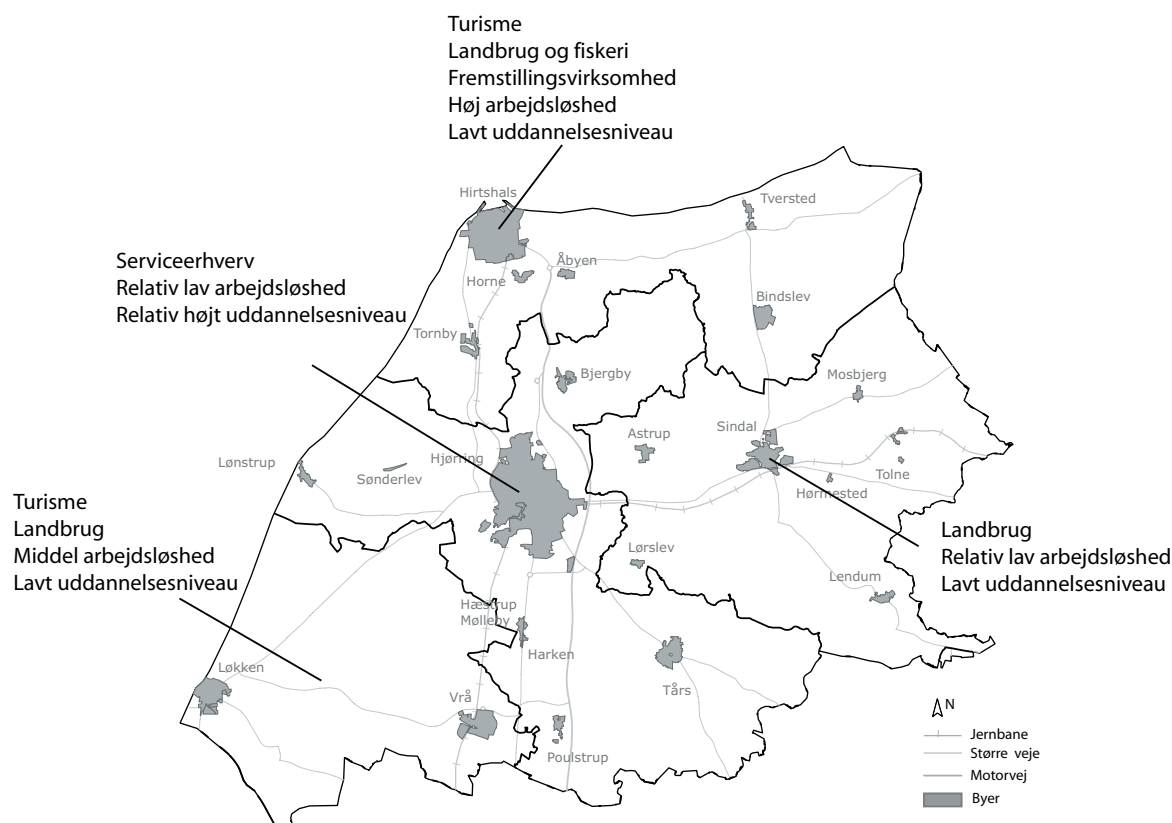 Turisme
Landbrug og fiskeri
Fremstillingsvirksomhed
Høj arbejdsløshed
Lavt uddannelsesniveau
Hirtshals
Tversted
Serviceerhverv
Relativ lav arbejdsløshed
Relativ højt uddannelsesniveau
Åbyen
Horne
Bindslev
Tornby
Bjergby
Mosbjerg
Sindal
Astrup
Hjørring
Lønstrup
Sønderlev
Tolne
Hørmested
Turisme
Landbrug
Middel arbejdsløshed
Lavt uddannelsesniveau
Landbrug
Relativ lav arbejdsløshed
Lavt uddannelsesniveau
Lørslev
Lendum
Hæstrup
Mølleby
Harken
Løkken
Vrå
Tårs
Poulstrup
N
Jernbane
Større veje
Motorvej
Byer